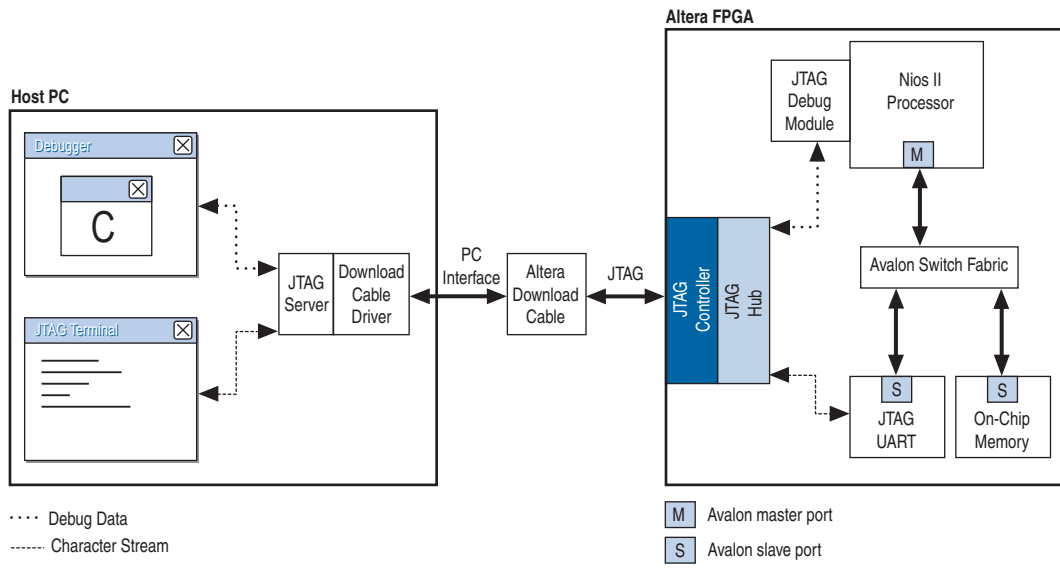 Altera FPGA
Host PC
Debugger
C
JTAG Terminal
JTAG
Server
Download
Cable
Driver
PC
Interface
Altera
Download
Cable
JTAG
JTAG
Controller
JTAG
Hub
JTAG
Debug
Module
Nios II
Processor
M
Avalon Switch Fabric
S
JTAG
UART
S
On-Chip
Memory
Debug Data
Character Stream
M Avalon master port
S Avalon slave port